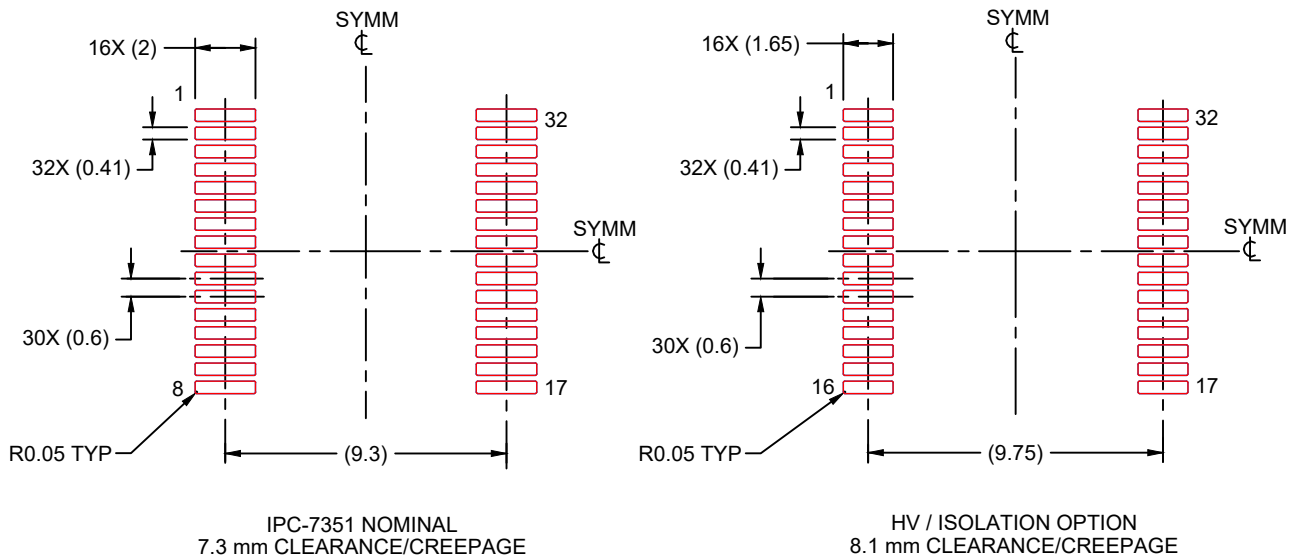 SYMM
℄
16X (2)
1
32
32X (0.41)
SYMM
℄
30X (0.6)
8
17
R0.05 TYP
(9.3)
IPC-7351 NOMINAL
7.3 mm CLEARANCE/CREEPAGE
SYMM
℄
16X (1.65)
1
32
32X (0.41)
SYMM
℄
30X (0.6)
16
17
R0.05 TYP
(9.75)
HV / ISOLATION OPTION
8.1 mm CLEARANCE/CREEPAGE